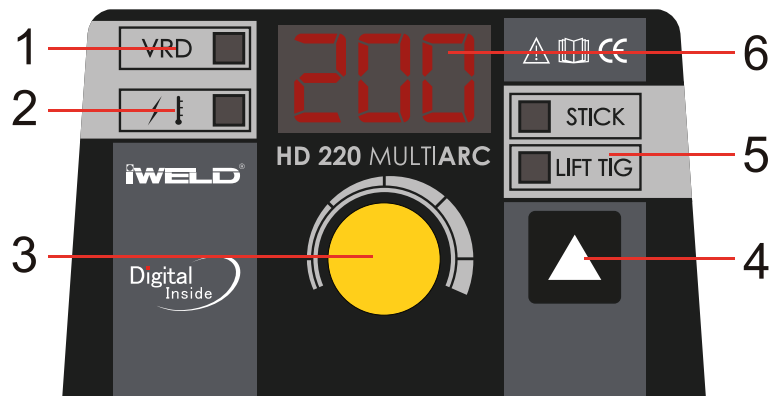 1
VRD
2
200
6
CE
STICK
LIFT TIG
5
HD 220 MULTIARC
iWELD®
3
4
Digital
Inside